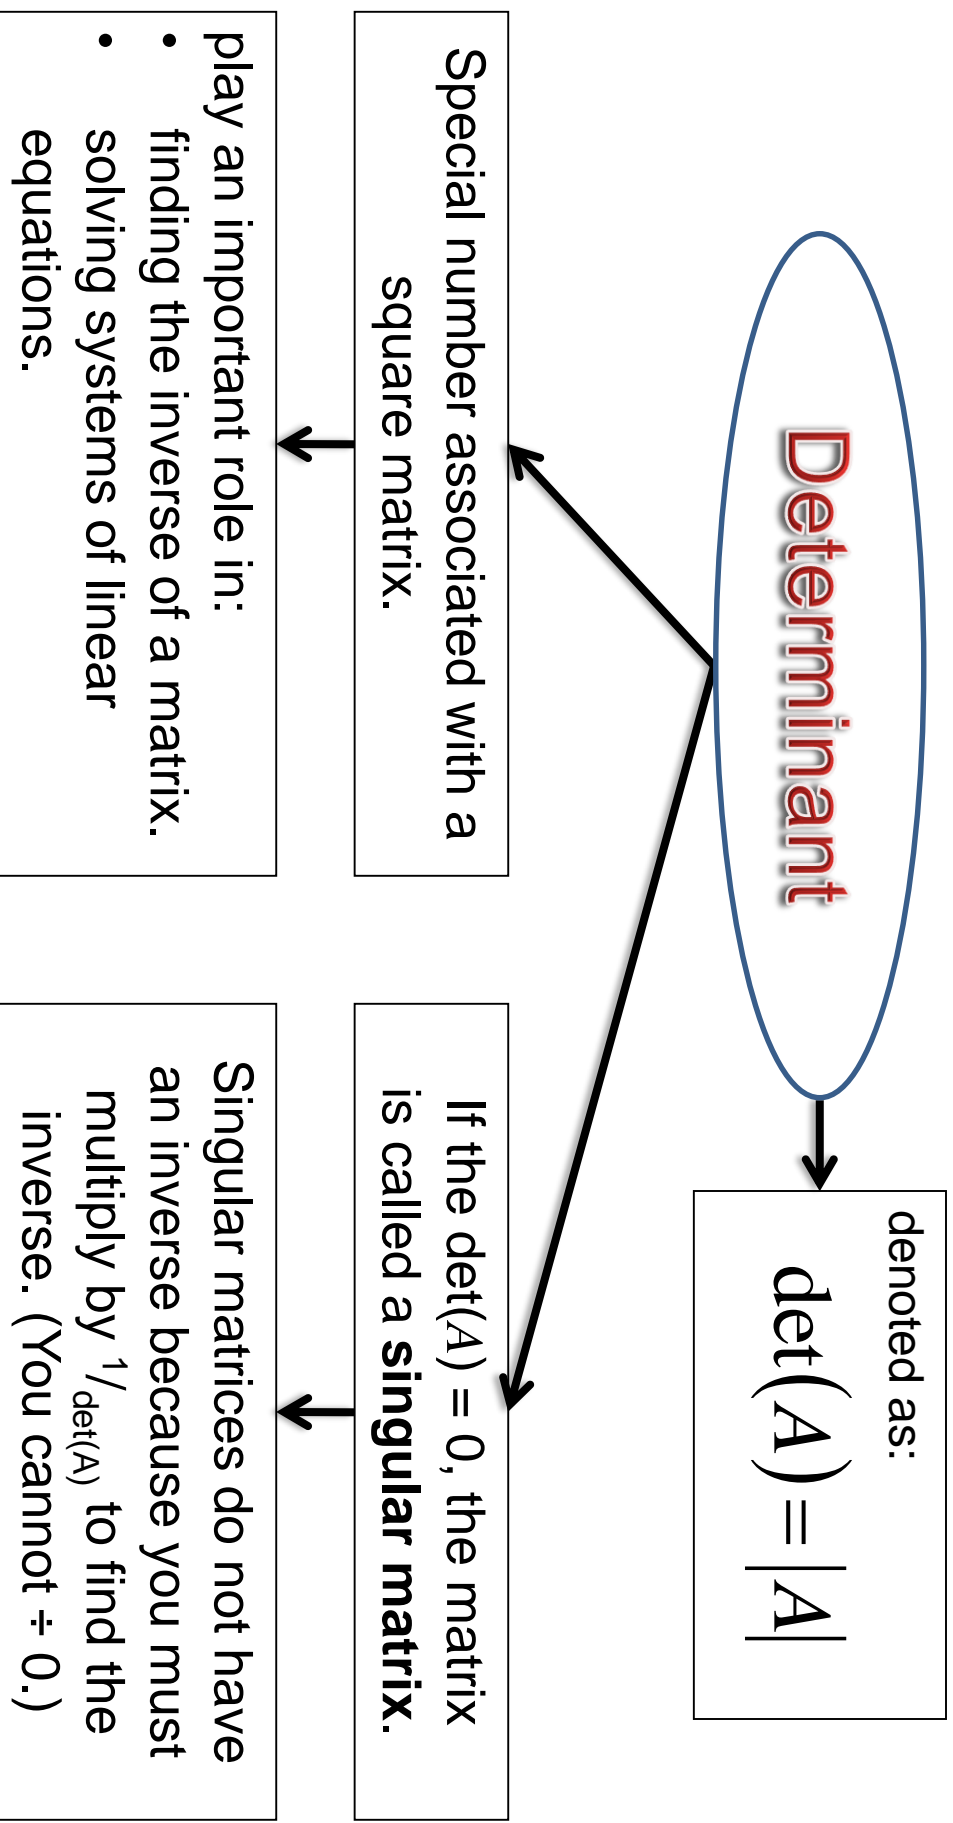 Determinant
denoted as:
det(A) = |A|
Special number associated with a
square matrix.
If the det(A) = 0, the matrix
is called a singular matrix.
play an important role in:
• finding the inverse of a matrix.
• solving systems of linear
equations.
Singular matrices do not have
an inverse because you must
multiply by 1/det(A) to find the
inverse. (You cannot ÷ 0.)